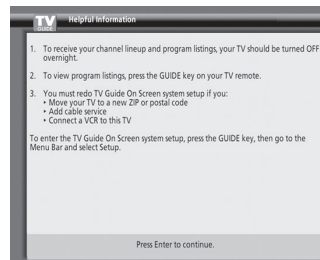 TV
GUIDE
Helpful Information
1. To receive your channel lineup and program listings, your TV should be turned OFF
overnight.
2. To view program listings, press the GUIDE key on your TV remote.
3. You must redo TV Guide On Screen system setup if you:
‣ Move your TV to a new ZIP or postal code
‣ Add cable service
‣ Connect a VCR to this TV
To enter the TV Guide On Screen system setup, press the GUIDE key, then go to the
Menu Bar and select Setup.
Press Enter to continue.